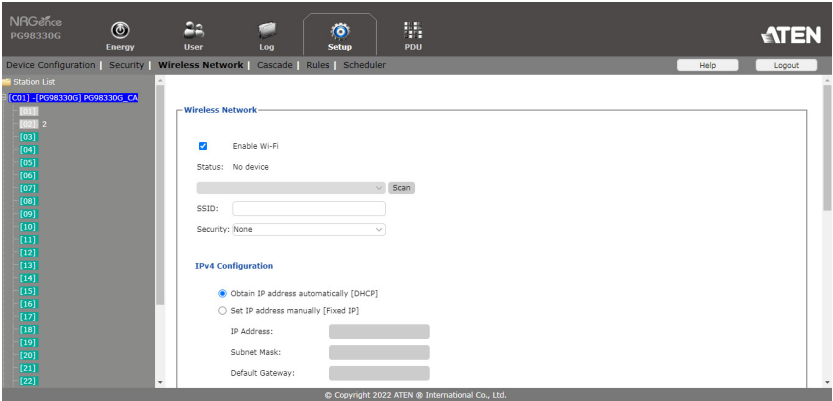 NRGence
PG98330G
Energy
User
Log
Setup
PDU
ATEN
Device Configuration | Security | Wireless Network | Cascade | Rules | Scheduler
Help
Logout
Station List
[C01] -[PG98330G] PG98330G_CA
[01]
[02] 2
[03]
[04]
[05]
[06]
[07]
[08]
[09]
[10]
[11]
[12]
[13]
[14]
[15]
[16]
[17]
[18]
[19]
[20]
[21]
[22]
Wireless Network
Enable Wi-Fi
Status: No device
Scan
SSID:
Security: None
IPv4 Configuration
Obtain IP address automatically [DHCP]
Set IP address manually [Fixed IP]
IP Address:
Subnet Mask:
Default Gateway:
© Copyright 2022 ATEN ® International Co., Ltd.